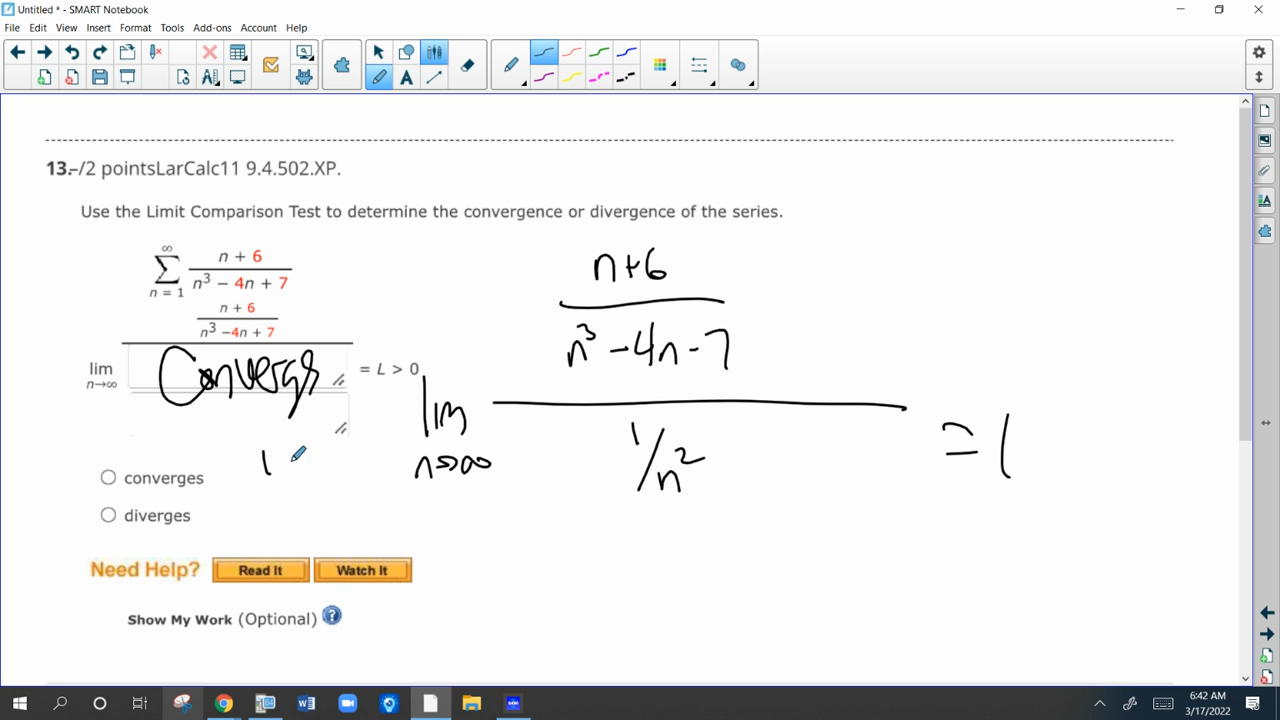 Untitled * - SMART Notebook
File Edit View Insert Format Tools Add-ons Account Help
13.–/2 pointsLarCalc11 9.4.502.XP.
Use the Limit Comparison Test to determine the convergence or divergence of the series.
∞
∑
n = 1
n + 6
n³ − 4n + 7
n + 6
n³ −4n + 7
lim
n→∞
= L > 0
Converges
1
n+6
n³ −4n −7
lim
n→∞
1/n²
= 1
converges
diverges
Need Help? Read It Watch It
Show My Work (Optional) ?
6:42 AM
3/17/2022